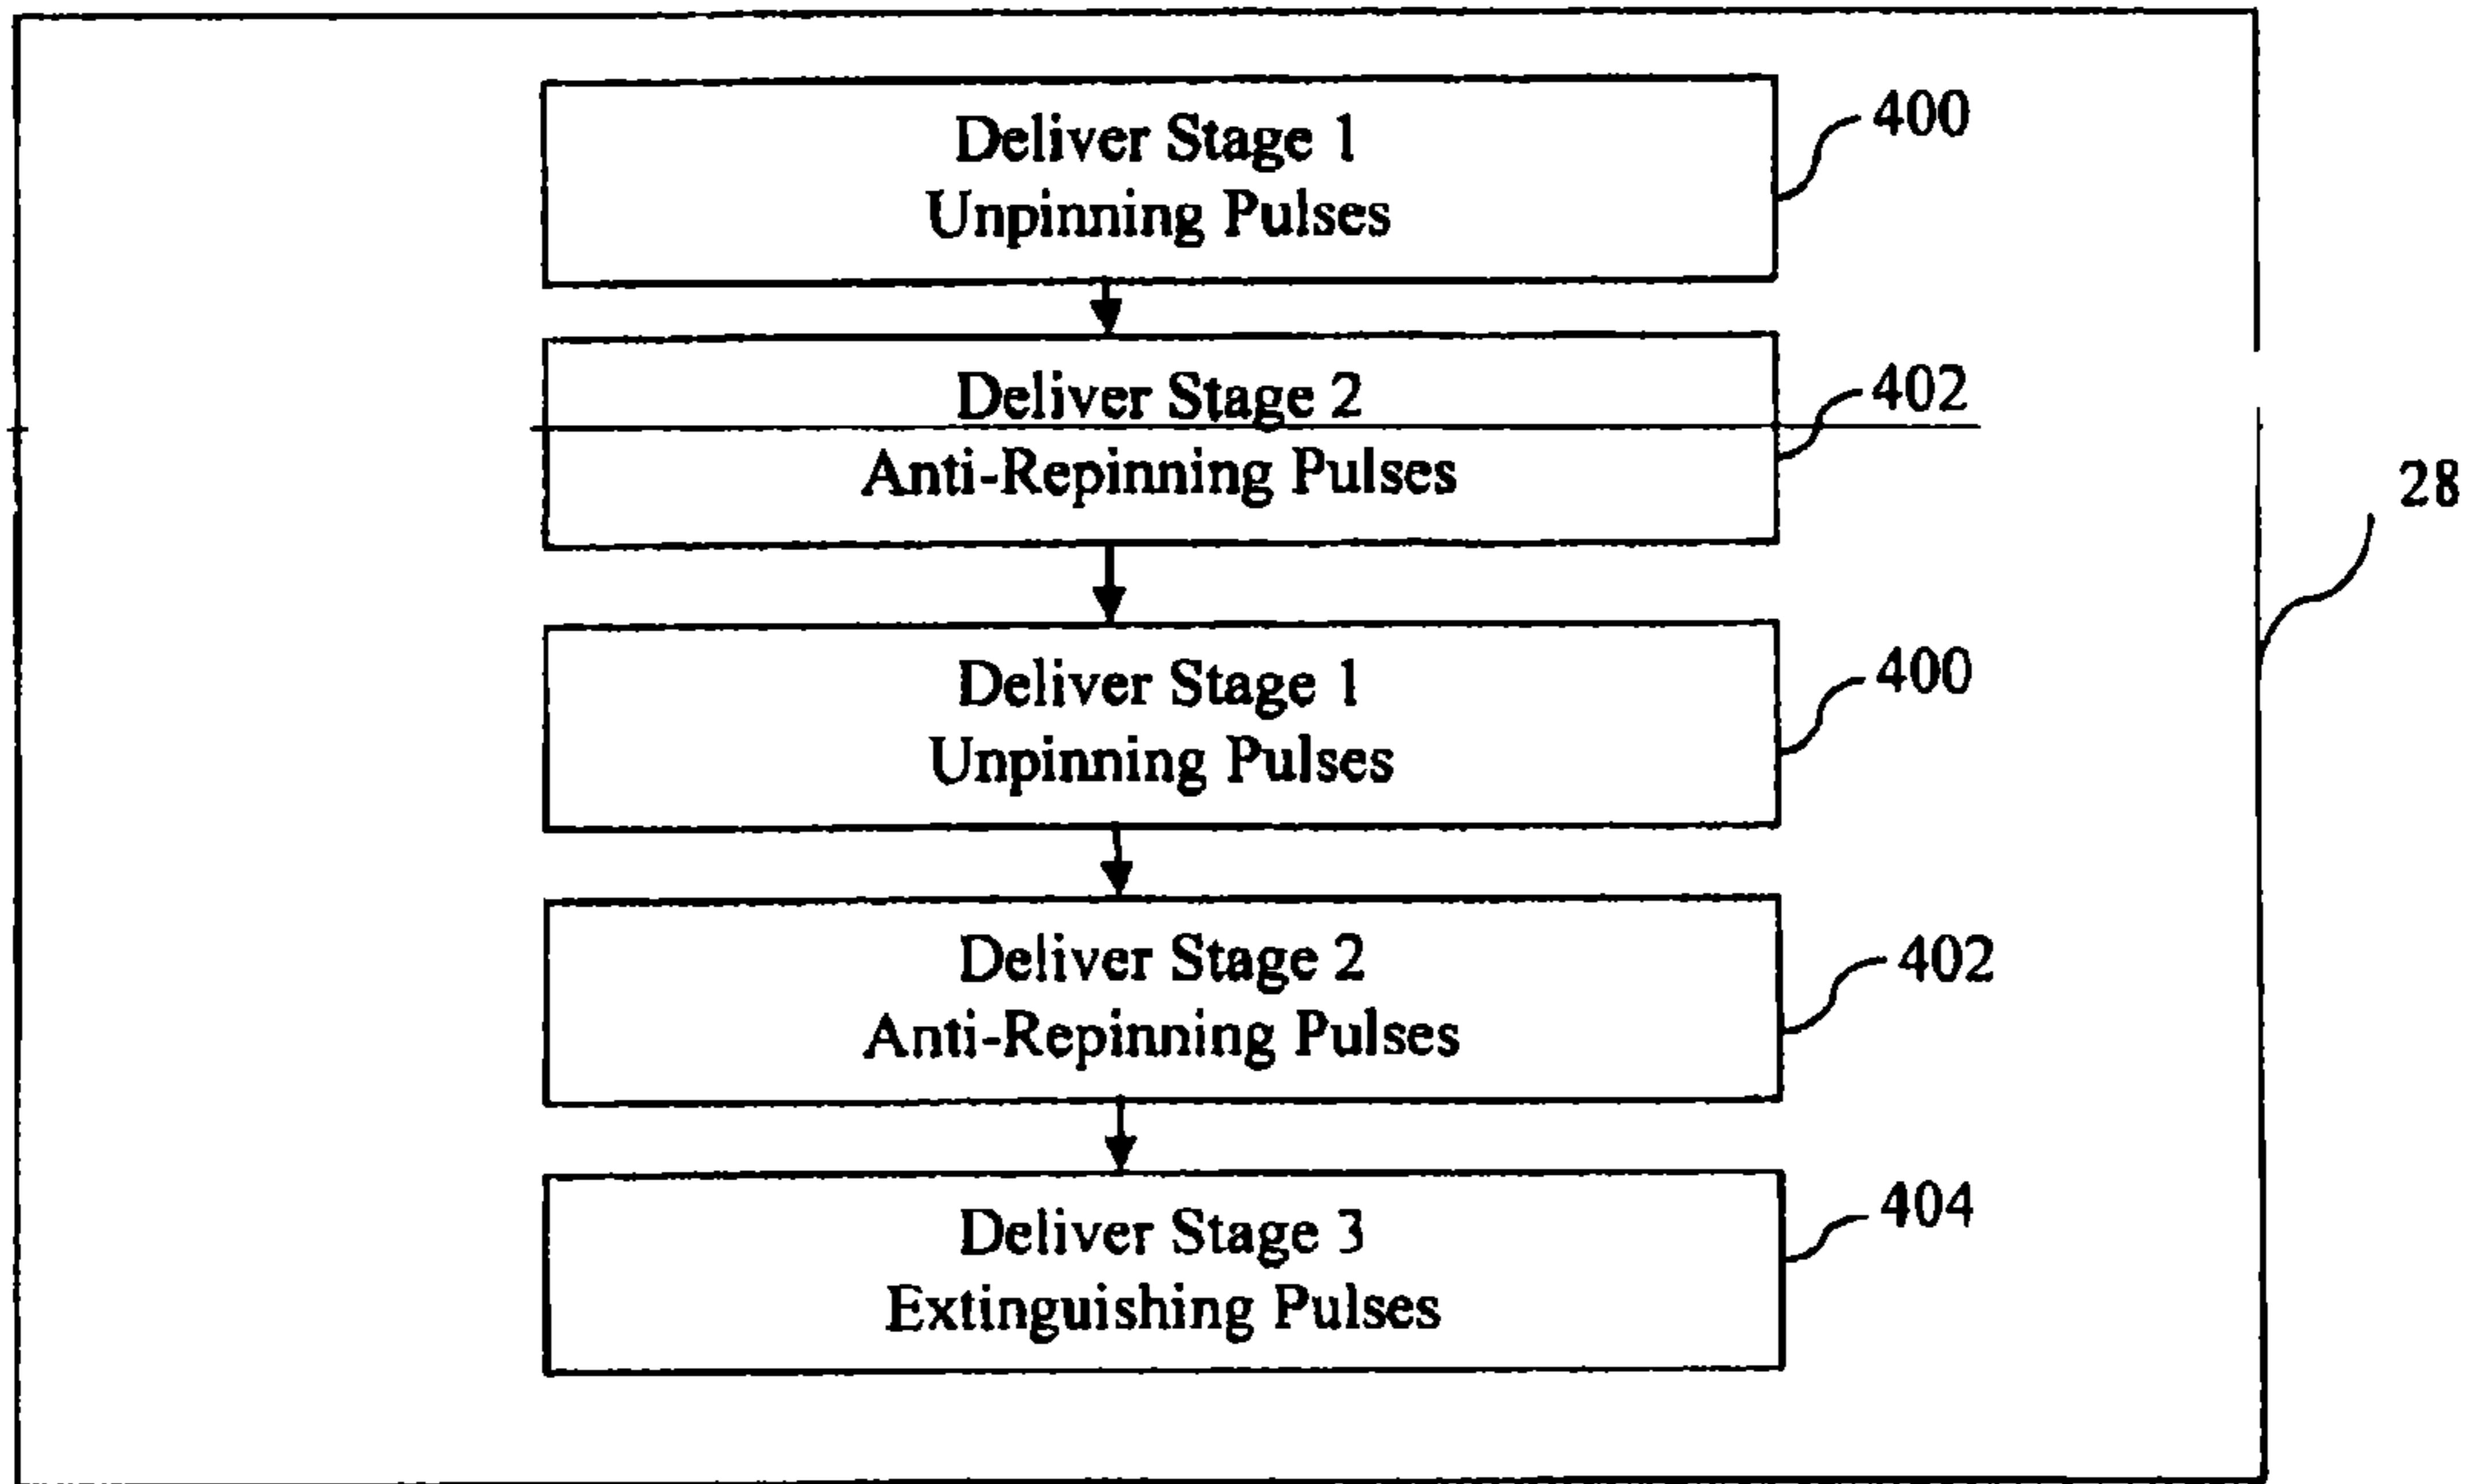 Deliver Stage 1
Unpinning Pulses
400
Deliver Stage 2
Anti-Repinning Pulses
402
28
Deliver Stage 1
Unpinning Pulses
400
Deliver Stage 2
Anti-Repinning Pulses
402
Deliver Stage 3
Extinguishing Pulses
404